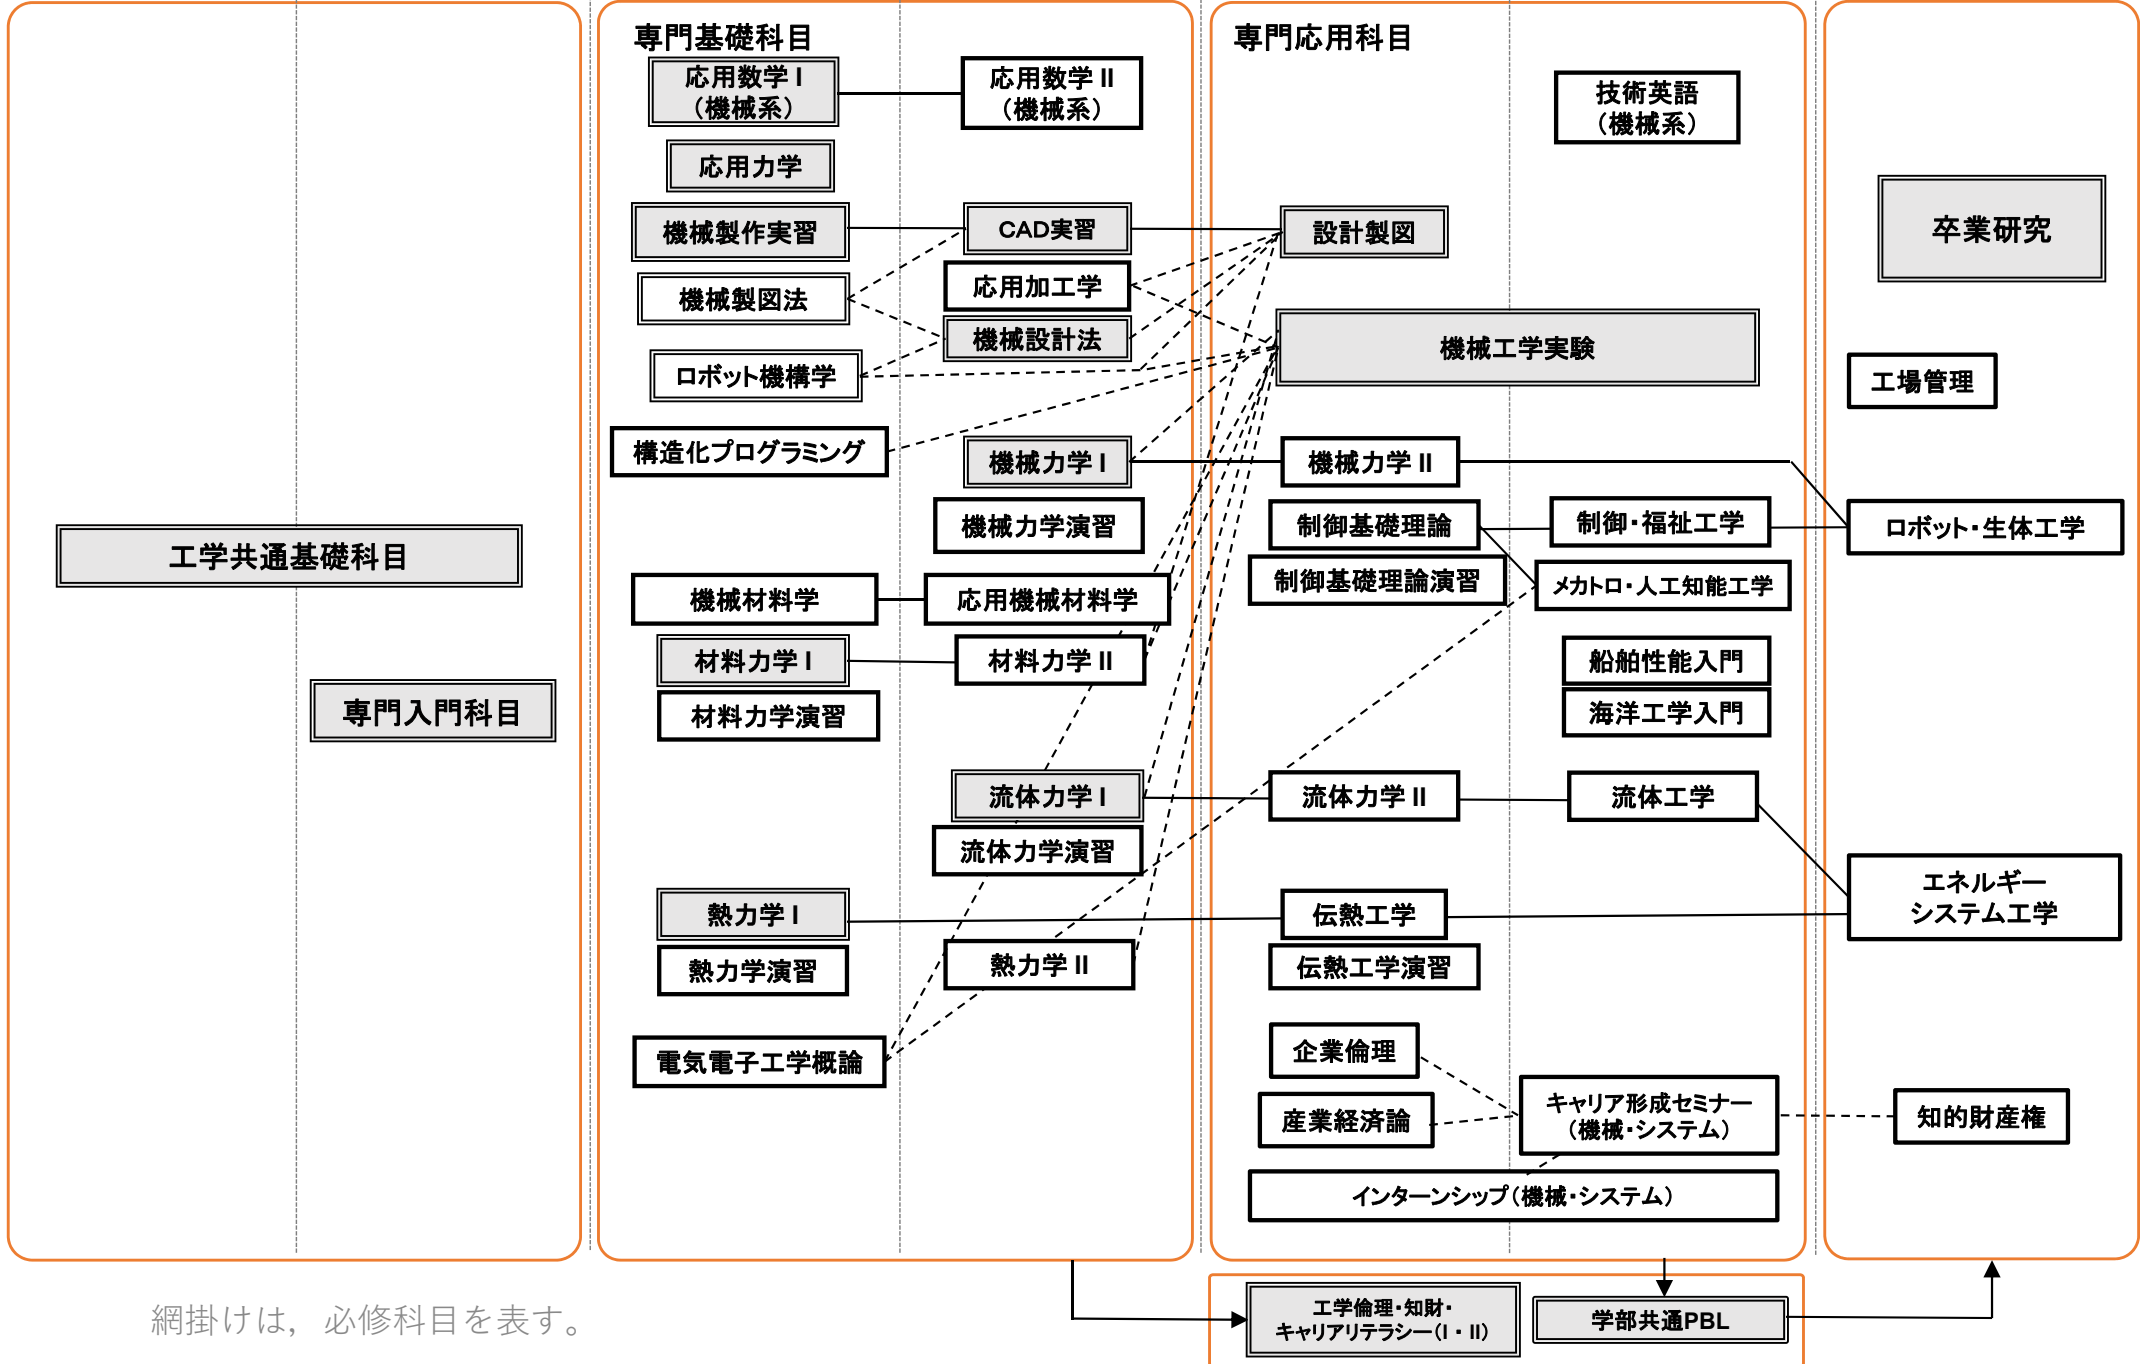 専門基礎科目
専門応用科目
応用数学 I
（機械系）
応用数学 II
（機械系）
技術英語
（機械系）
応用力学
機械製作実習
CAD実習
設計製図
卒業研究
機械製図法
応用加工学
機械設計法
機械工学実験
ロボット機構学
工場管理
構造化プログラミング
機械力学 I
機械力学 II
機械力学演習
制御基礎理論
制御・福祉工学
ロボット・生体工学
工学共通基礎科目
制御基礎理論演習
メカトロ・人工知能工学
機械材料学
応用機械材料学
材料力学 I
材料力学 II
船舶性能入門
専門入門科目
材料力学演習
海洋工学入門
流体力学 I
流体力学 II
流体工学
流体力学演習
エネルギー
システム工学
熱力学 I
伝熱工学
熱力学演習
熱力学 II
伝熱工学演習
電気電子工学概論
企業倫理
産業経済論
キャリア形成セミナー
（機械・システム）
知的財産権
インターンシップ（機械・システム）
網掛けは，必修科目を表す。
工学倫理・知財・
キャリアリテラシー（I・II）
学部共通PBL